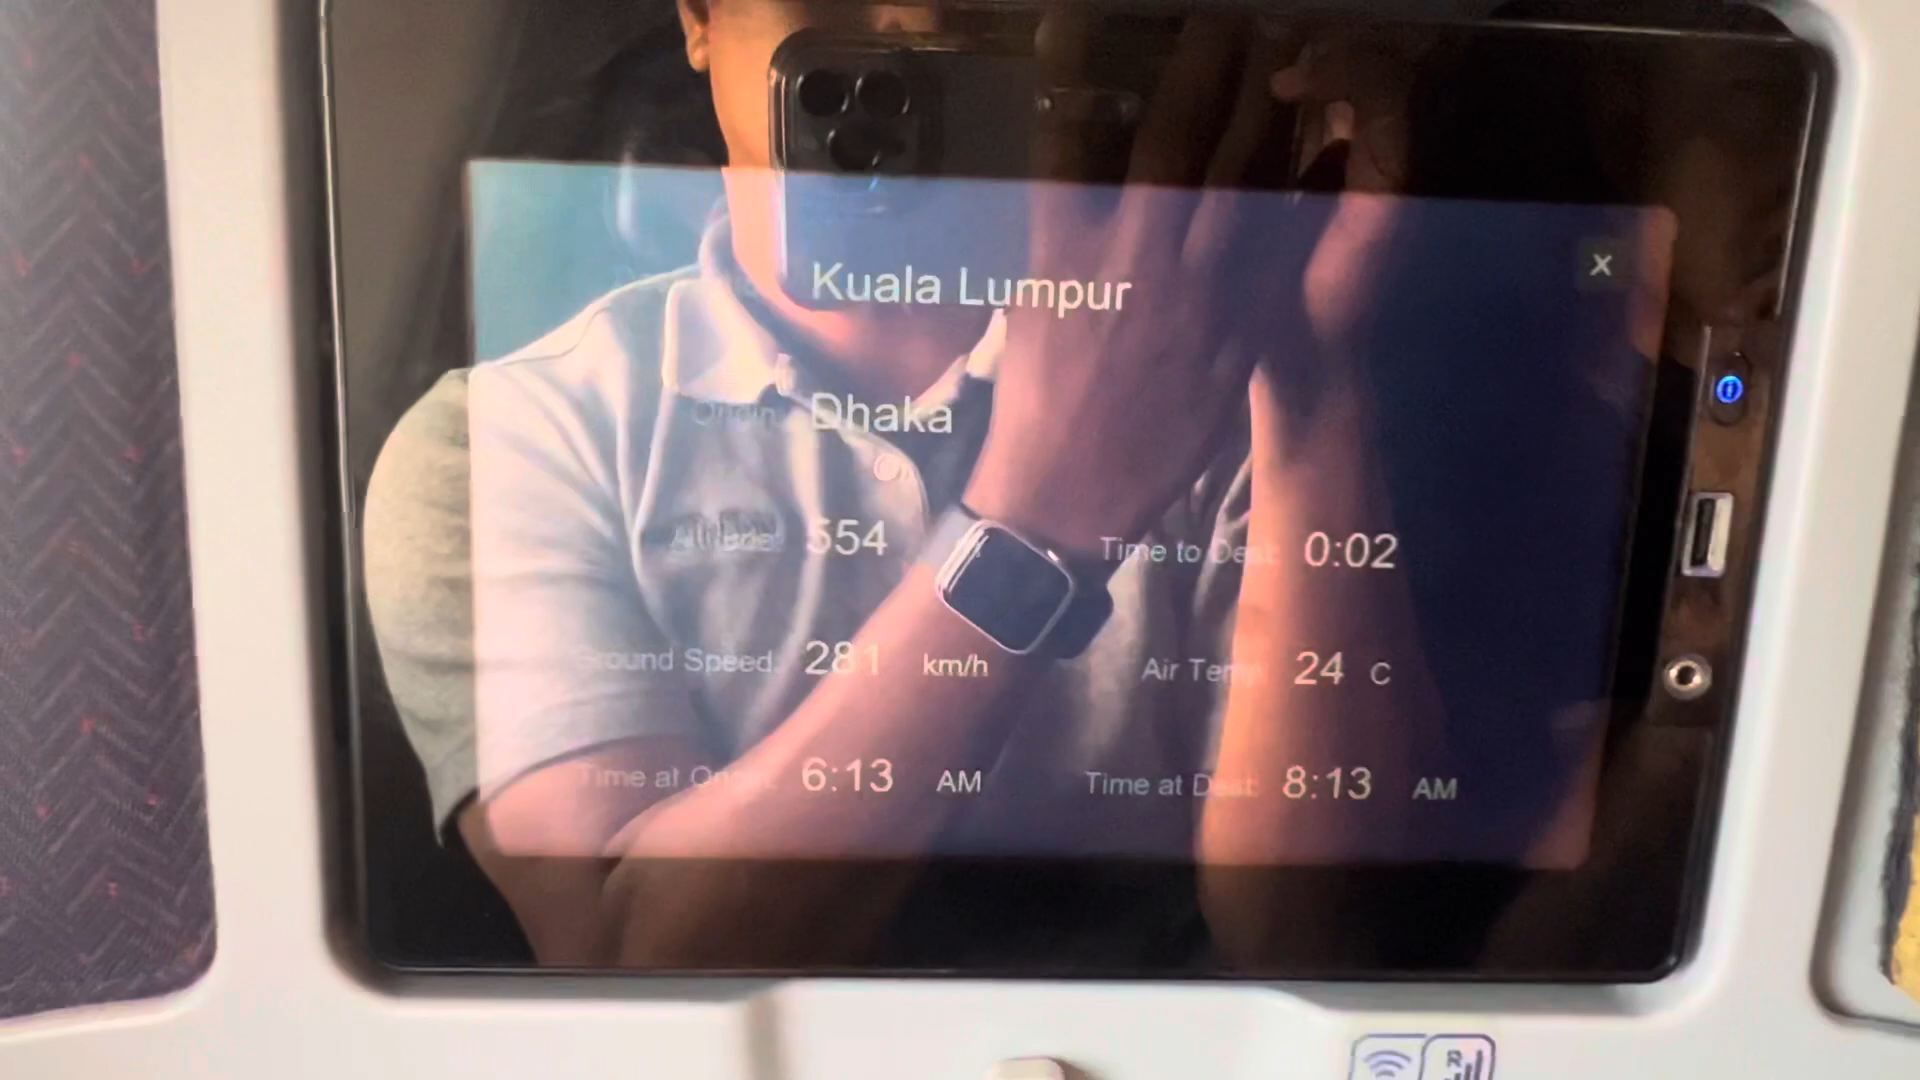 Kuala Lumpur
X
Origin: Dhaka
Altitude: 554
Time to Dest: 0:02
Ground Speed: 281 km/h
Air Temp: 24 C
Time at Origin: 6:13 AM
Time at Dest: 8:13 AM
R